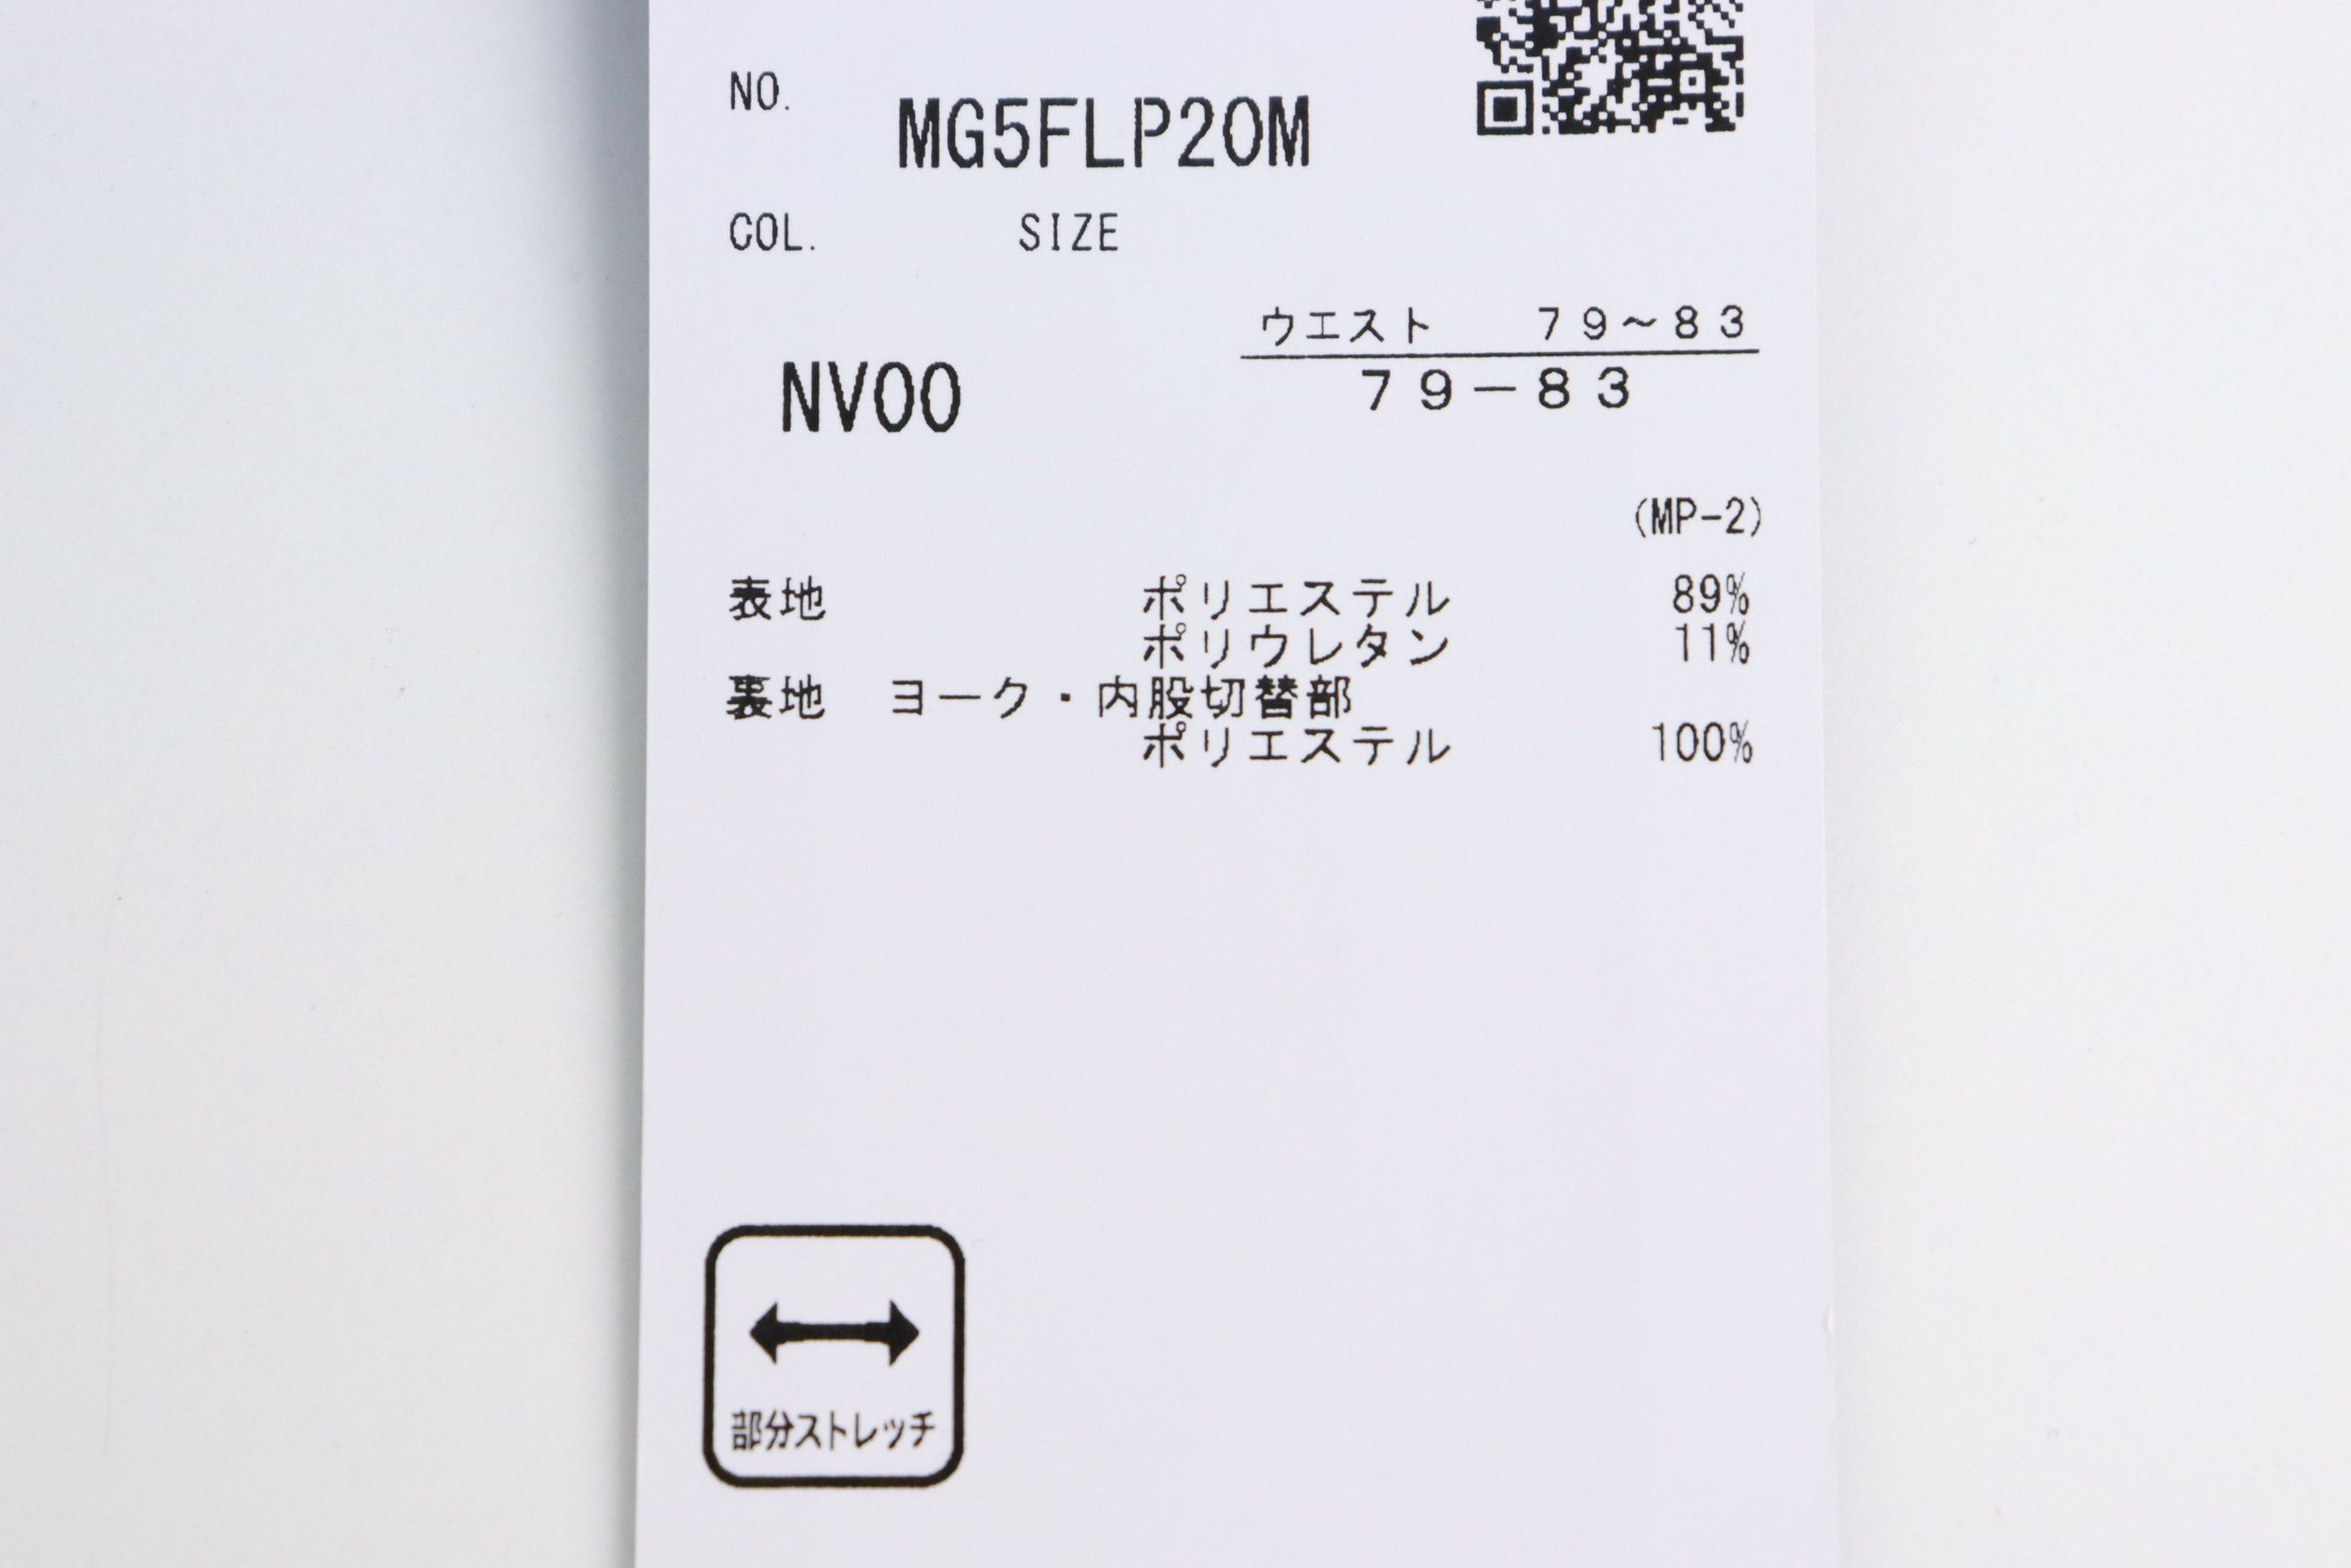 NO.
MG5FLP20M
COL. SIZE
ウエスト 79~83
NV00 79-83
(MP-2)
表地 ポリエステル 89%
ポリウレタン 11%
裏地 ヨーク・内股切替部
ポリエステル 100%
部分ストレッチ